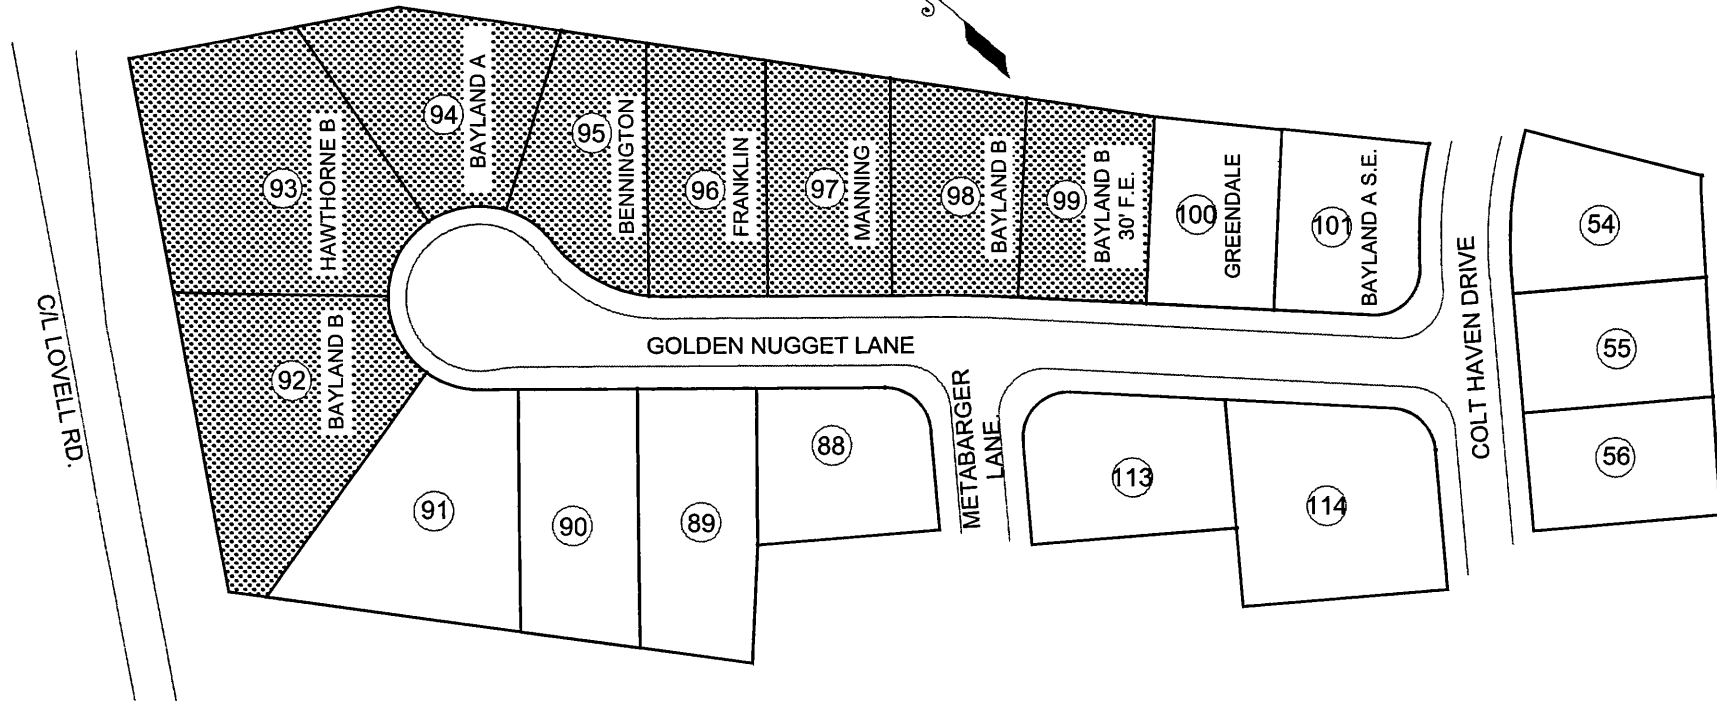 93
HAWTHORNE B
94
BAYLAND A
95
BENNINGTON
96
FRANKLIN
97
MANNING
98
BAYLAND B
99
BAYLAND B
30' F.E.
100
GREENDALE
101
BAYLAND A S.E.
54
55
56
COLT HAVEN DRIVE
C/L LOVELL RD.
92
BAYLAND B
GOLDEN NUGGET LANE
METABARGER
LANE
91
90
89
88
113
114